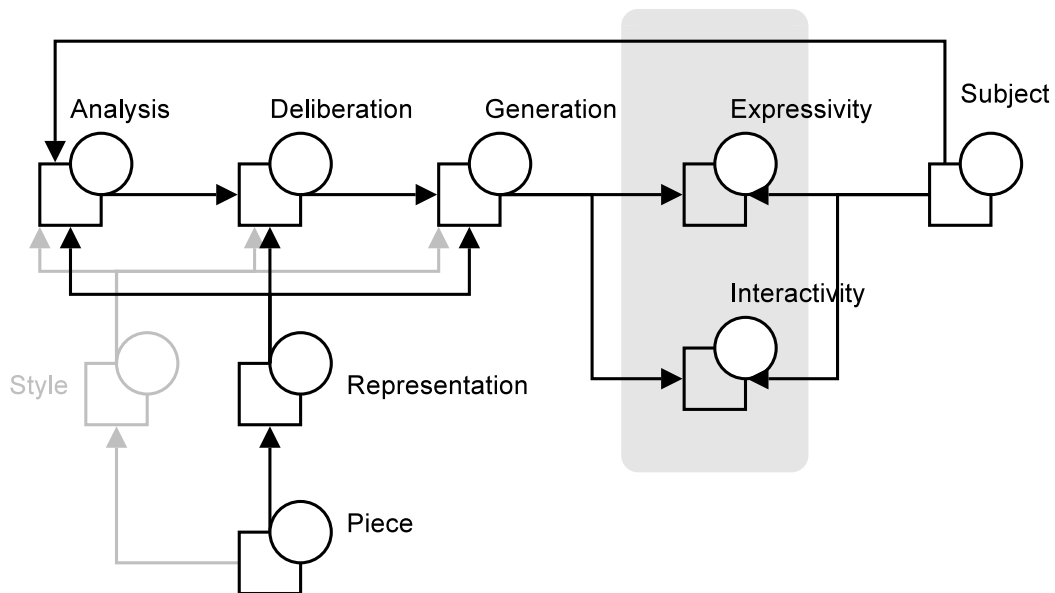 Analysis
Deliberation
Generation
Expressivity
Subject
Interactivity
Style
Representation
Piece